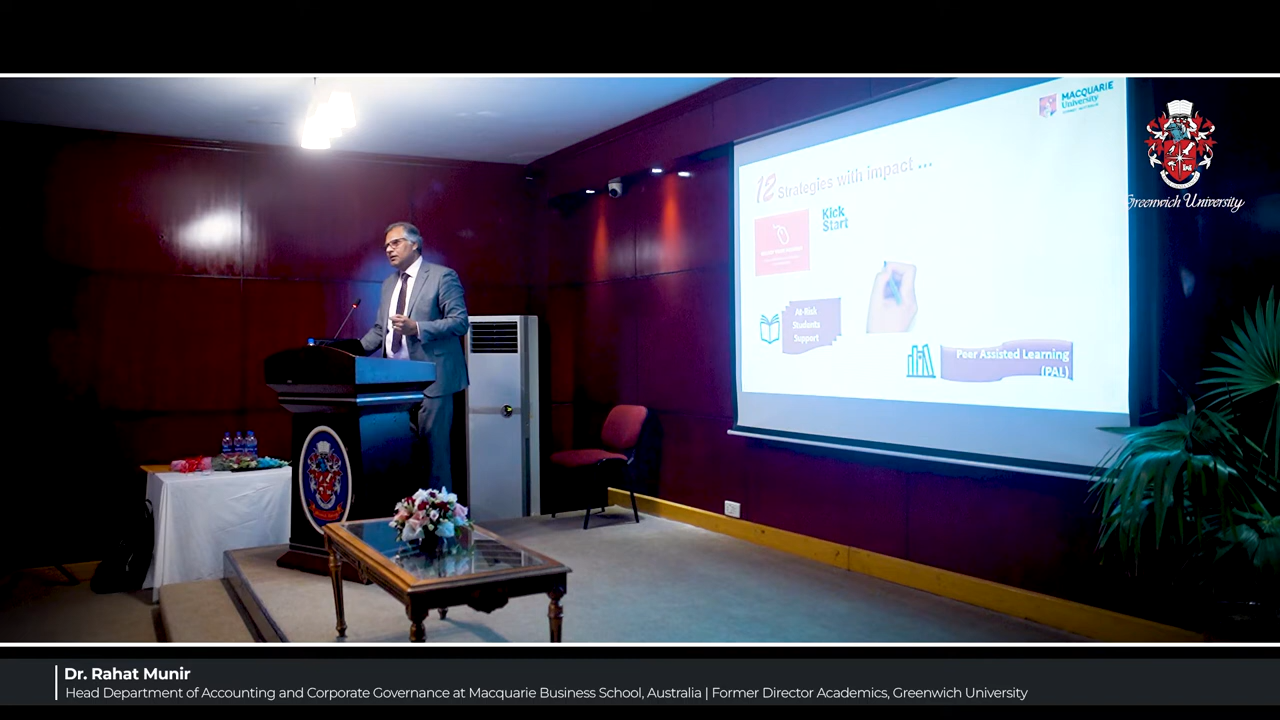 MACQUARIE
University
12 Strategies with impact ...
Kick
Start
At-Risk
Students
Support
Peer Assisted Learning
(PAL)
Greenwich University
Dr. Rahat Munir
Head Department of Accounting and Corporate Governance at Macquarie Business School, Australia | Former Director Academics, Greenwich University